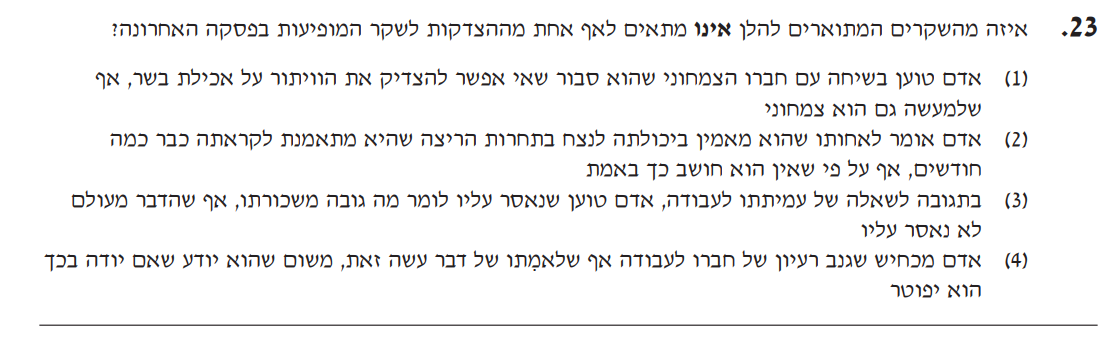 23. איזה מהשקרים המתוארים להלן אינו מתאים לאף אחת מההצדקות לשקר המופיעות בפסקה האחרונה?
(1) אדם טוען בשיחה עם חברו הצמחוני שהוא סבור שאי אפשר להצדיק את הוויתור על אכילת בשר, אף
שלמעשה גם הוא צמחוני
(2) אדם אומר לאחותו שהוא מאמין ביכולתה לנצח בתחרות הריצה שהיא מתאמנת לקראתה כבר כמה
חודשים, אף על פי שאין הוא חושב כך באמת
(3) בתגובה לשאלה של עמיתתו לעבודה, אדם טוען שנאסר עליו לומר מה גובה משכורתו, אף שהדבר מעולם
לא נאסר עליו
(4) אדם מכחיש שגנב רעיון של חברו לעבודה אף שלאמִתו של דבר עשה זאת, משום שהוא יודע שאם יודה בכך
הוא יפוטר